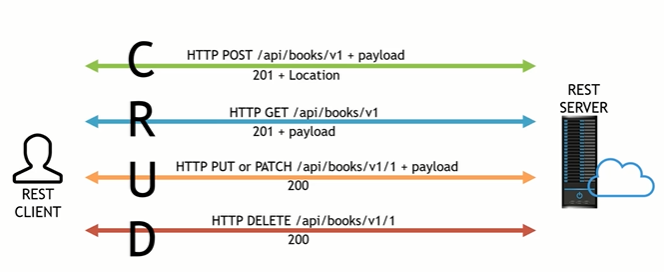 C
HTTP POST /api/books/v1 + payload
201 + Location
R
HTTP GET /api/books/v1
201 + payload
U
HTTP PUT or PATCH /api/books/v1/1 + payload
200
D
HTTP DELETE /api/books/v1/1
200
REST
CLIENT
REST
SERVER